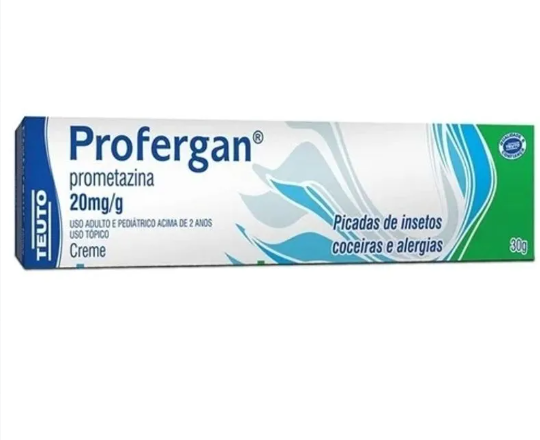 Profergan®
prometazina
20mg/g
USO ADULTO E PEDIÁTRICO ACIMA DE 2 ANOS
USO TÓPICO
Creme
TEUTO
Picadas de insetos
coceiras e alergias
30g
TEUTO